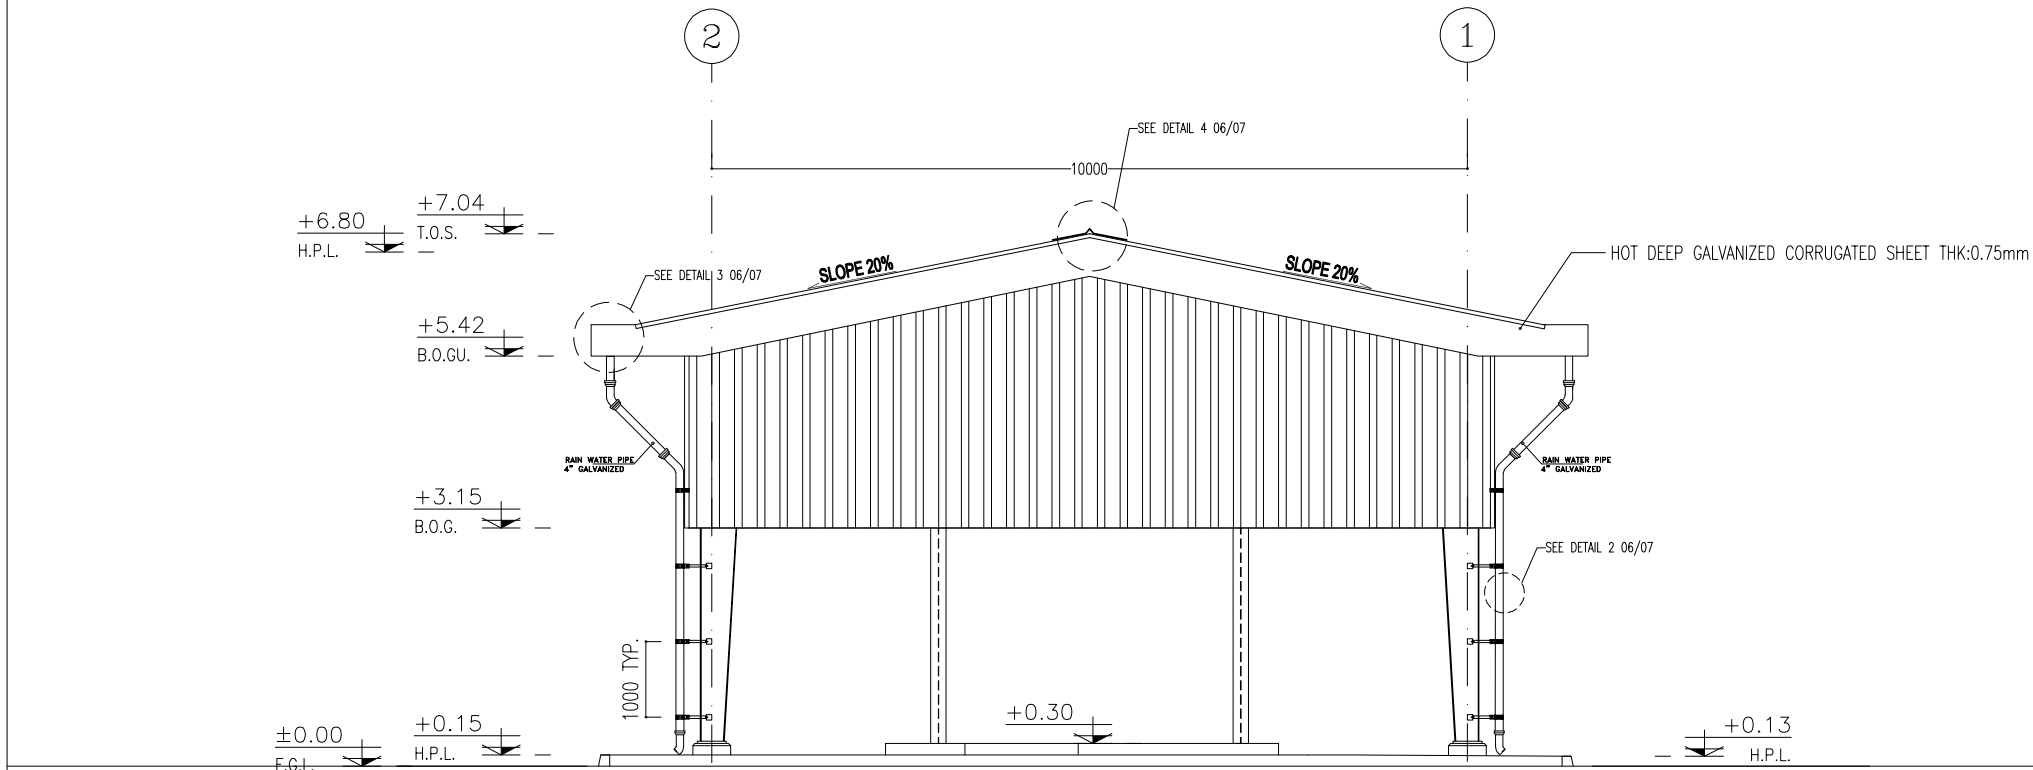 2
1
SEE DETAIL 4 06/07
10000
+7.04
T.O.S.
+6.80
H.P.L.
SLOPE 20%
SLOPE 20%
HOT DEEP GALVANIZED CORRUGATED SHEET THK:0.75mm
SEE DETAIL 3 06/07
+5.42
B.O.GU.
RAIN WATER PIPE
4" GALVANIZED
RAIN WATER PIPE
4" GALVANIZED
+3.15
B.O.G.
SEE DETAIL 2 06/07
1000 TYP.
+0.30
+0.15
H.P.L.
±0.00
F.G.L.
+0.13
H.P.L.